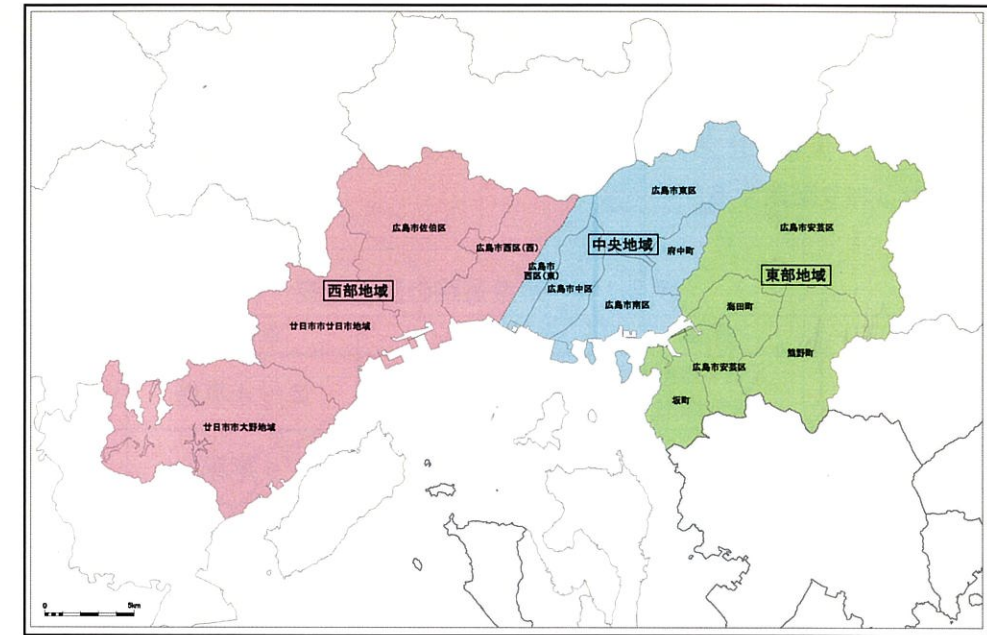 広島市東区
広島市佐伯区
広島市安芸区
広島市西区(西)
中央地域
府中町
広島市
西区(東)
東部地域
広島市中区
西部地域
広島市南区
海田町
廿日市市廿日市地域
熊野町
広島市安芸区
坂町
廿日市市大野地域
0 5km